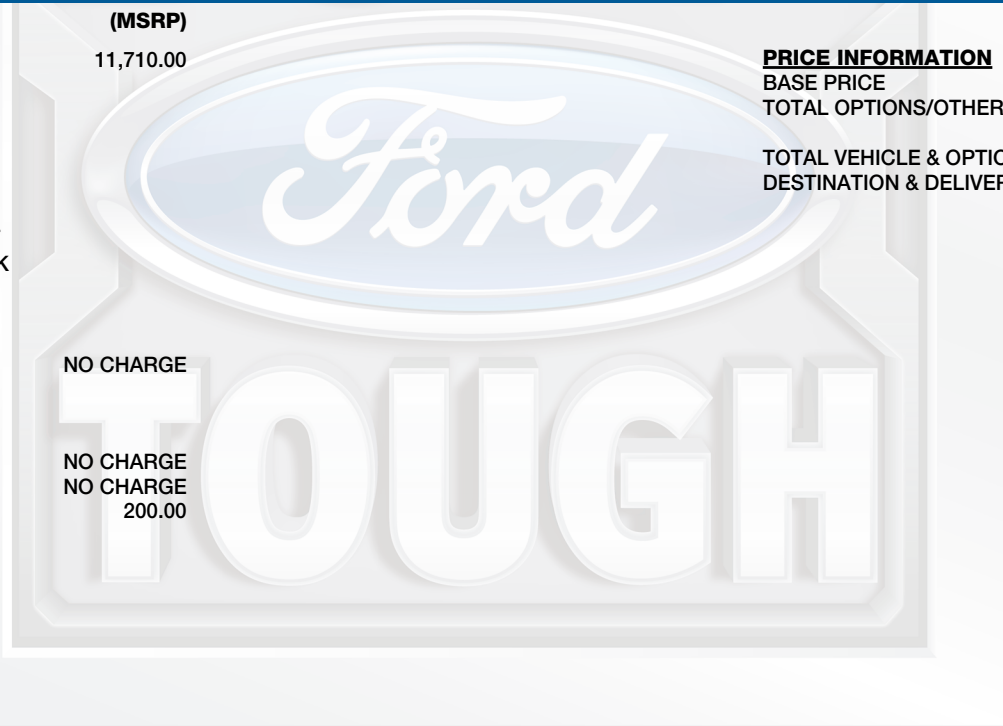 (MSRP)
11,710.00
PRICE INFORMATION
BASE PRICE
TOTAL OPTIONS/OTHER
TOTAL VEHICLE & OPTIO
DESTINATION & DELIVER
Ford
K
NO CHARGE
TOUGH
NO CHARGE
NO CHARGE
200.00